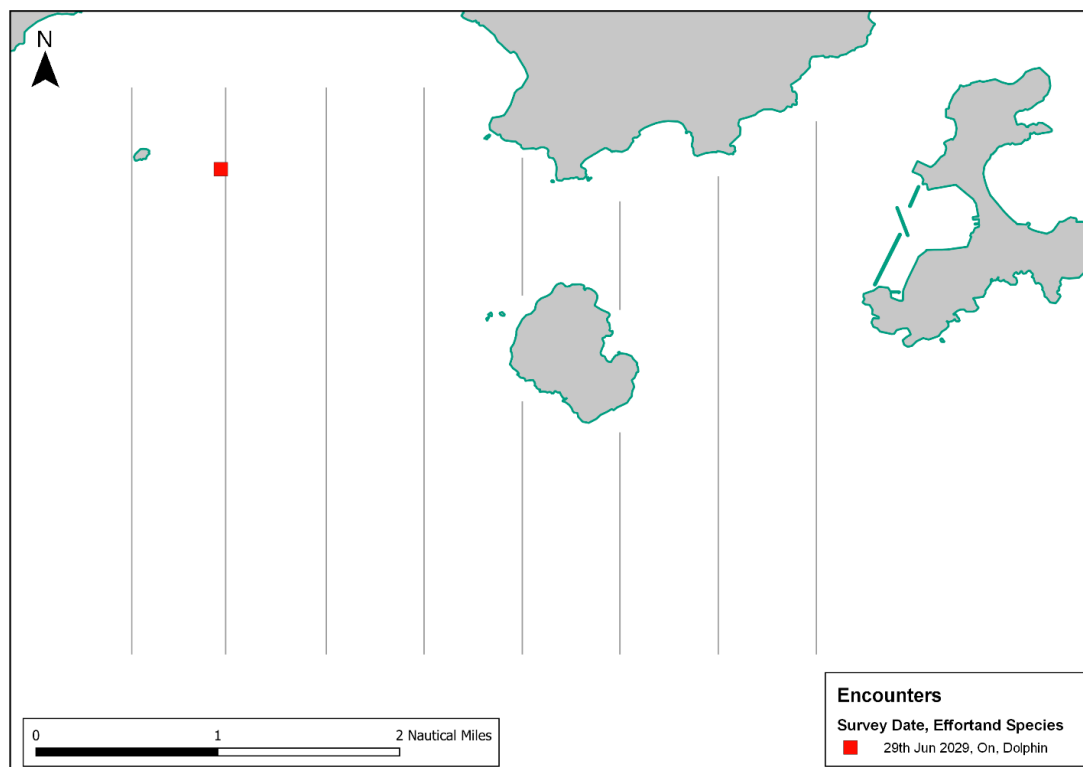 N
0 1 2 Nautical Miles
Encounters
Survey Date, Effortand Species
29th Jun 2029, On, Dolphin